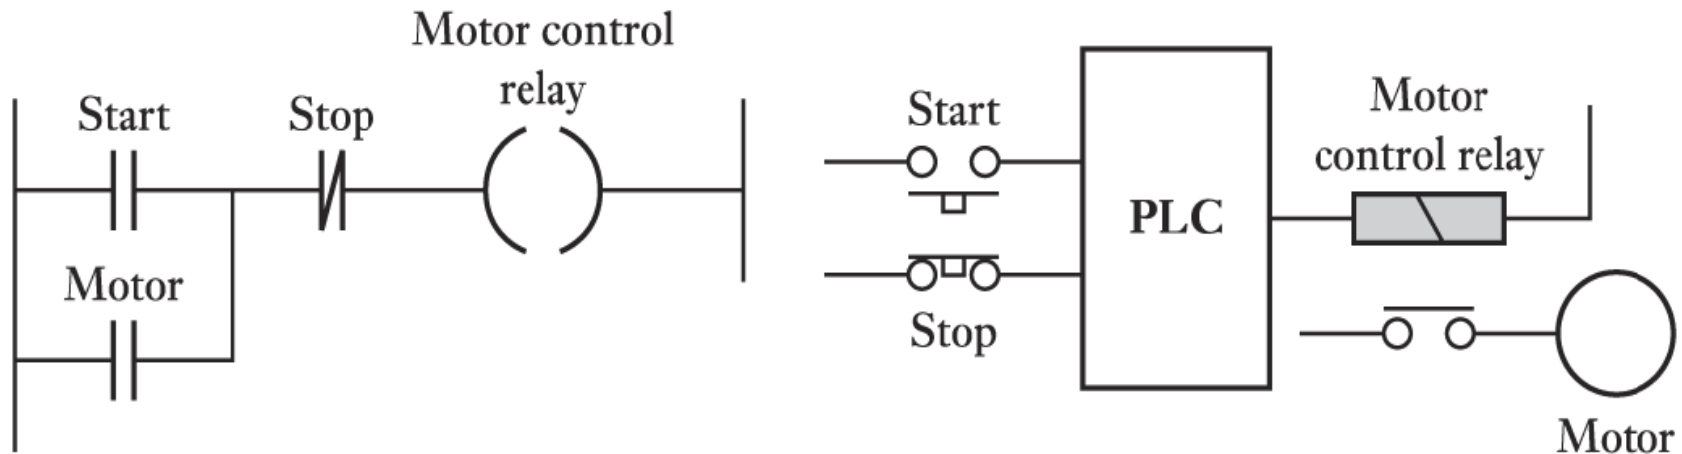 Motor control
relay
Start
Stop
Motor
Start
Stop
PLC
Motor
control relay
Motor